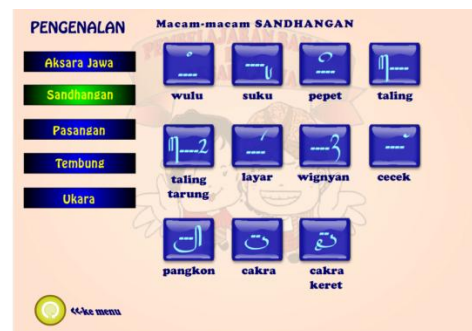 PENGENALAN
Aksara Jawa
Sandhangan
Pasangan
Tembung
Ukara
Macam-macam SANDHANGAN
wulu
suku
pepet
taling
taling
tarung
layar
wignyan
cecek
pangkon
cakra
cakra
keret
<<ke menu